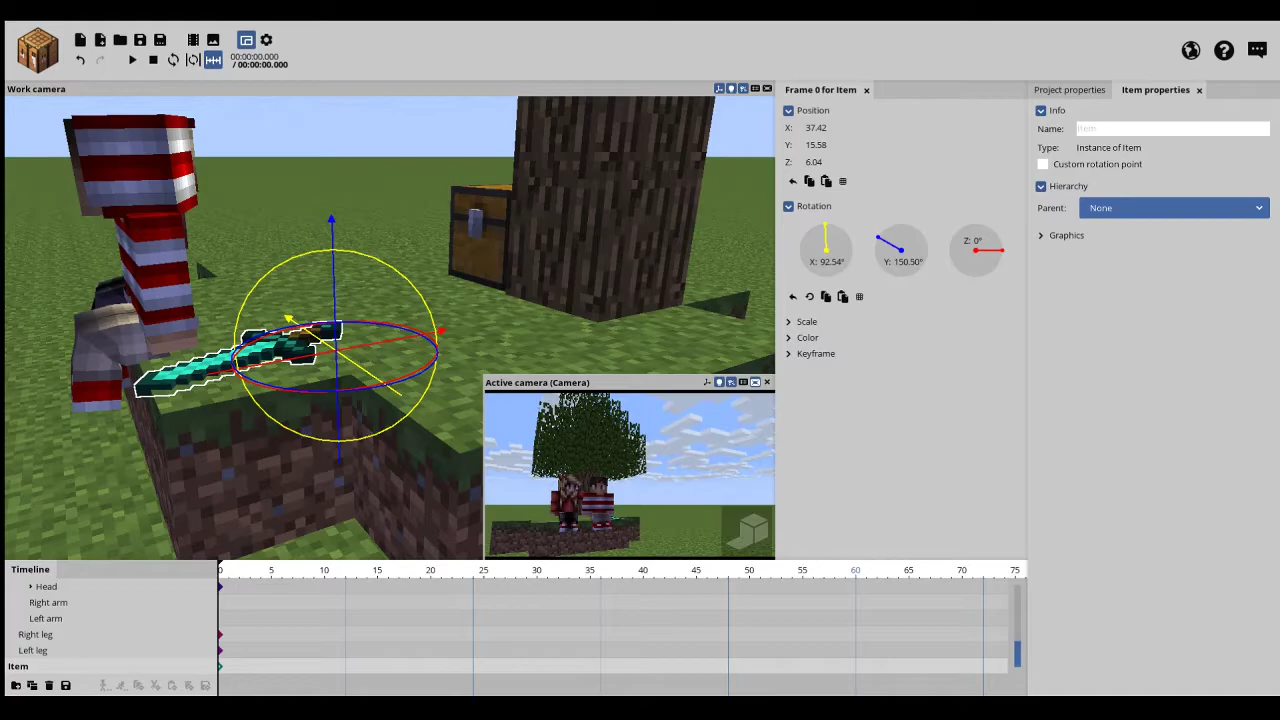 00:00:00.000
/ 00:00:00.000
Work camera
Frame 0 for Item
Position
X: 37.42
Y: 15.58
Z: 6.04
Rotation
X: 92.54°
Y: 150.50°
Z: 0°
Scale
Color
Keyframe
Project properties
Item properties
Info
Name: Item
Type: Instance of Item
Custom rotation point
Hierarchy
Parent: None
Graphics
Active camera (Camera)
Timeline
0 5 10 15 20 25 30 35 40 45 50 55 60 65 70 75
Head
Right arm
Left arm
Right leg
Left leg
Item